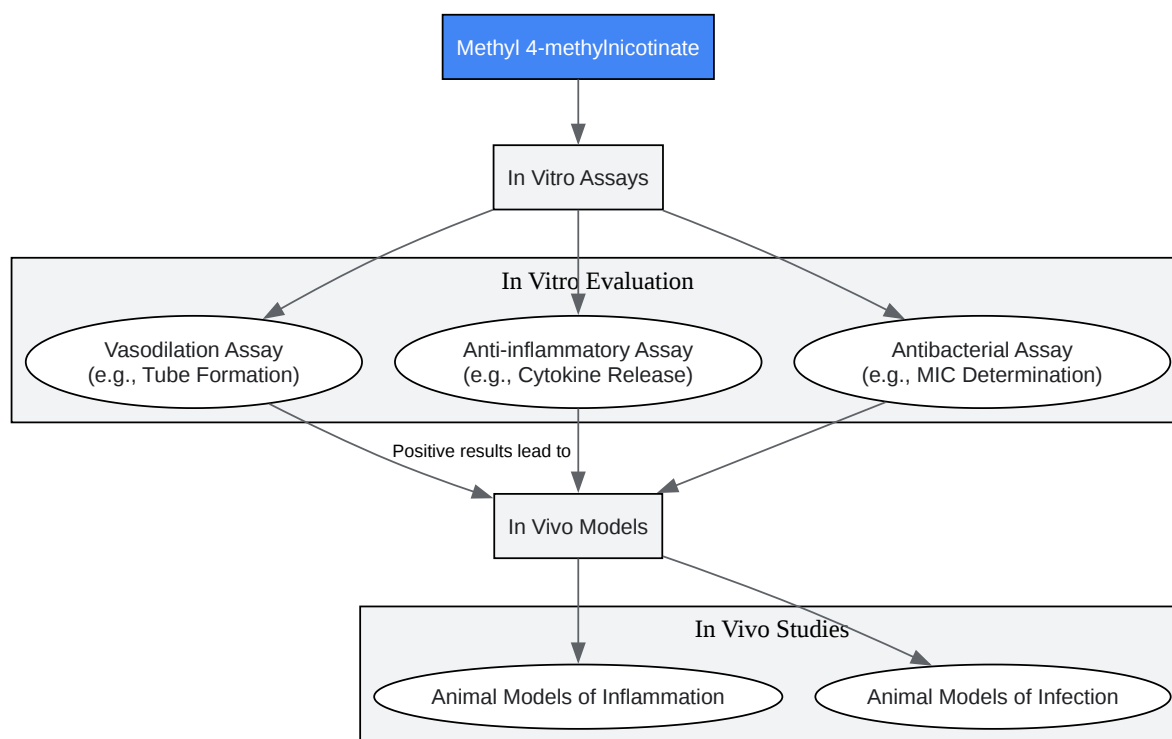 Methyl 4-methylnicotinate
In Vitro Assays
In Vitro Evaluation
Vasodilation Assay
(e.g., Tube Formation)
Anti-inflammatory Assay
(e.g., Cytokine Release)
Antibacterial Assay
(e.g., MIC Determination)
Positive results lead to
In Vivo Models
In Vivo Studies
Animal Models of Inflammation
Animal Models of Infection